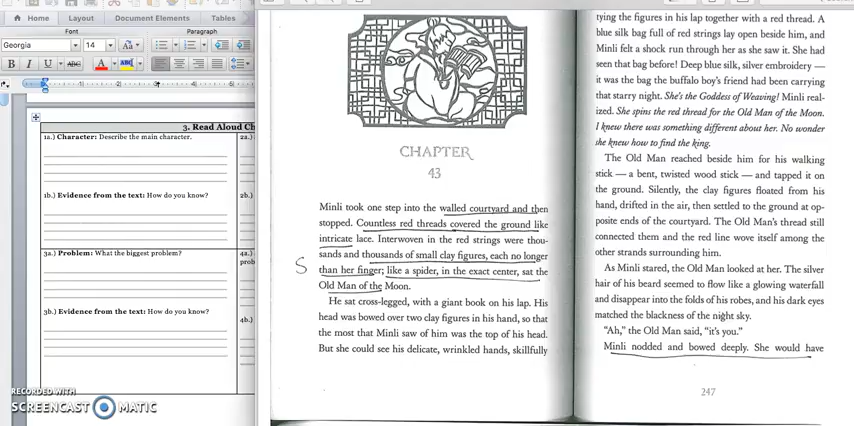 Home
Layout
Document Elements
Tables
Font
Paragraph
Georgia
14
Aa
B I U ABC A ABC
3. Read Aloud Ch
1a.) Character: Describe the main character.
2a.)
1b.) Evidence from the text: How do you know?
2b.)
3a.) Problem: What the biggest problem?
4a.)
prob
3b.) Evidence from the text: How do you know?
4b.)
RECORDED WITH
SCREENCAST MATIC
CHAPTER
43
Minli took one step into the walled courtyard and then
stopped. Countless red threads covered the ground like
intricate lace. Interwoven in the red strings were thou-
sands and thousands of small clay figures, each no longer
S
than her finger; like a spider, in the exact center, sat the
Old Man of the Moon.
He sat cross-legged, with a giant book on his lap. His
head was bowed over two clay figures in his hand, so that
the most that Minli saw of him was the top of his head.
But she could see his delicate, wrinkled hands, skillfully
tying the figures in his lap together with a red thread. A
blue silk bag full of red strings lay open beside him, and
Minli felt a shock run through her as she saw it. She had
seen that bag before! Deep blue silk, silver embroidery —
it was the bag the buffalo boy's friend had been carrying
that starry night. She's the Goddess of Weaving! Minli real-
ized. She spins the red thread for the Old Man of the Moon.
I knew there was something different about her. No wonder
she knew how to find the king.
The Old Man reached beside him for his walking
stick — a bent, twisted wood stick — and tapped it on
the ground. Silently, the clay figures floated from his
hand, drifted in the air, then settled to the ground at op-
posite ends of the courtyard. The Old Man's thread still
connected them and the red line wove itself among the
other strands surrounding him.
As Minli stared, the Old Man looked at her. The silver
hair of his beard seemed to flow like a glowing waterfall
and disappear into the folds of his robes, and his dark eyes
matched the blackness of the night sky.
"Ah," the Old Man said, "it's you."
Minli nodded and bowed deeply. She would have
247